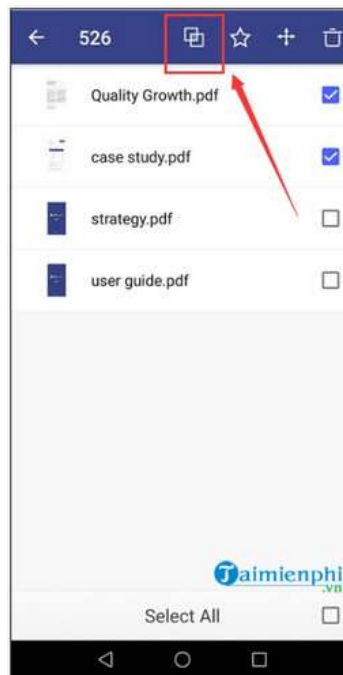 526
Quality Growth.pdf
case study.pdf
strategy.pdf
user guide.pdf
Taimienphi
.vn
Select All